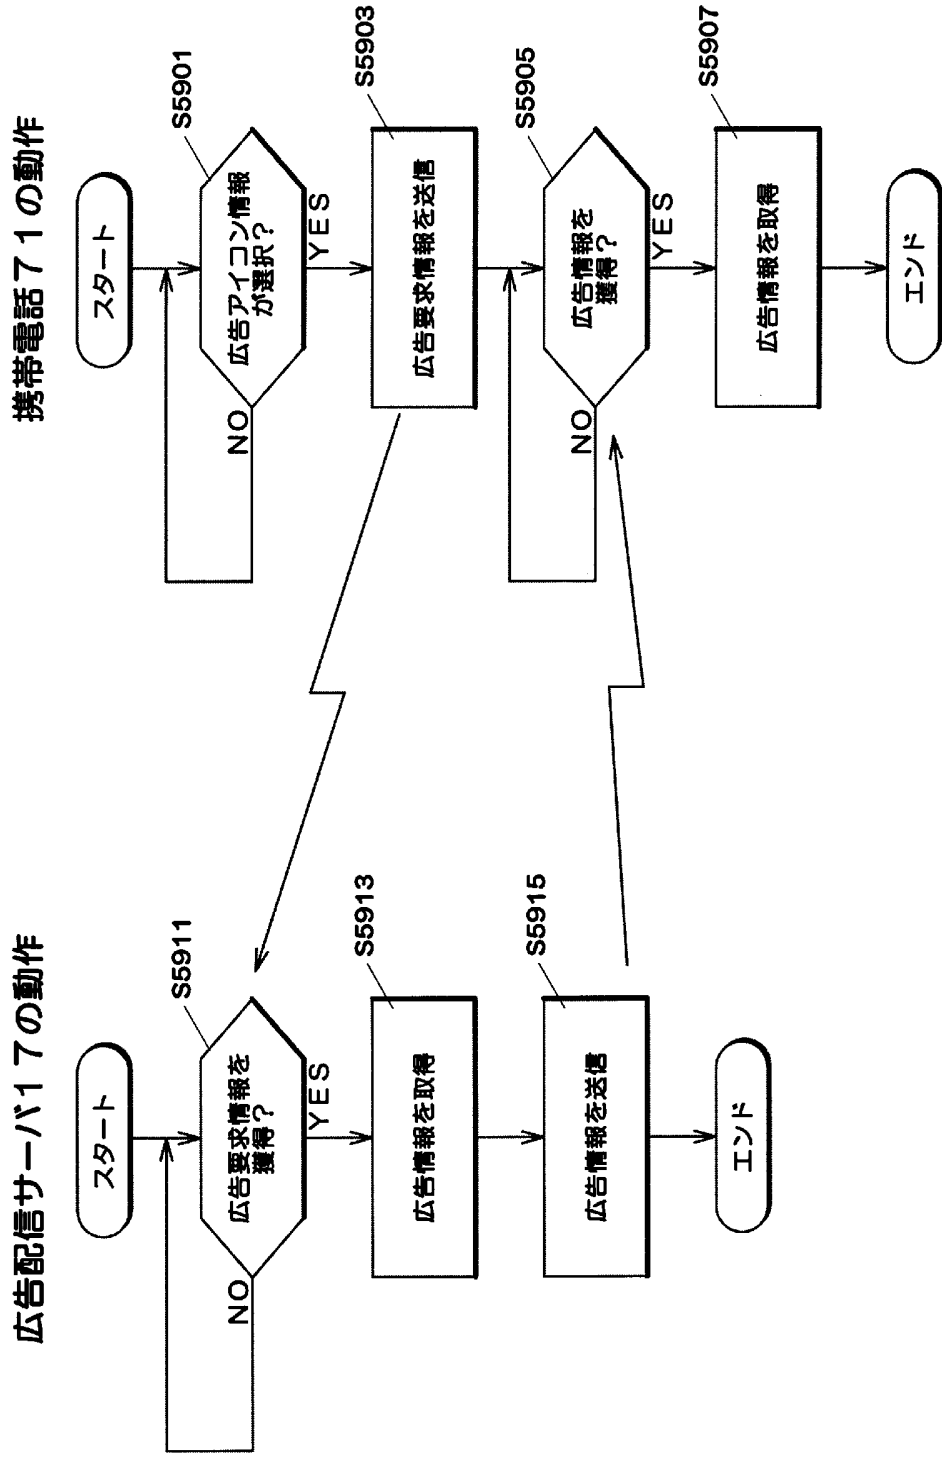 広告配信サーバ１７の動作
スタート
S5911
広告要求情報を
獲得？
NO
YES
S5913
広告情報を取得
S5915
広告情報を送信
エンド
携帯電話７１の動作
スタート
S5901
広告アイコン情報
が選択？
NO
YES
S5903
広告要求情報を送信
S5905
広告情報を
獲得？
NO
YES
S5907
広告情報を取得
エンド